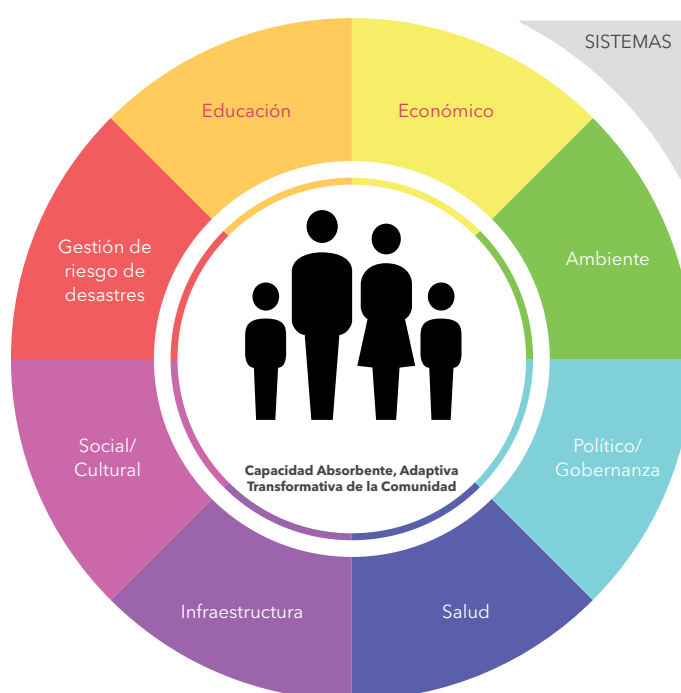 SISTEMAS
Educación
Económico
Gestión de
riesgo de
desastres
Ambiente
Social/
Cultural
Político/
Gobernanza
Capacidad Absorbente, Adaptiva
Transformativa de la Comunidad
Infraestructura
Salud